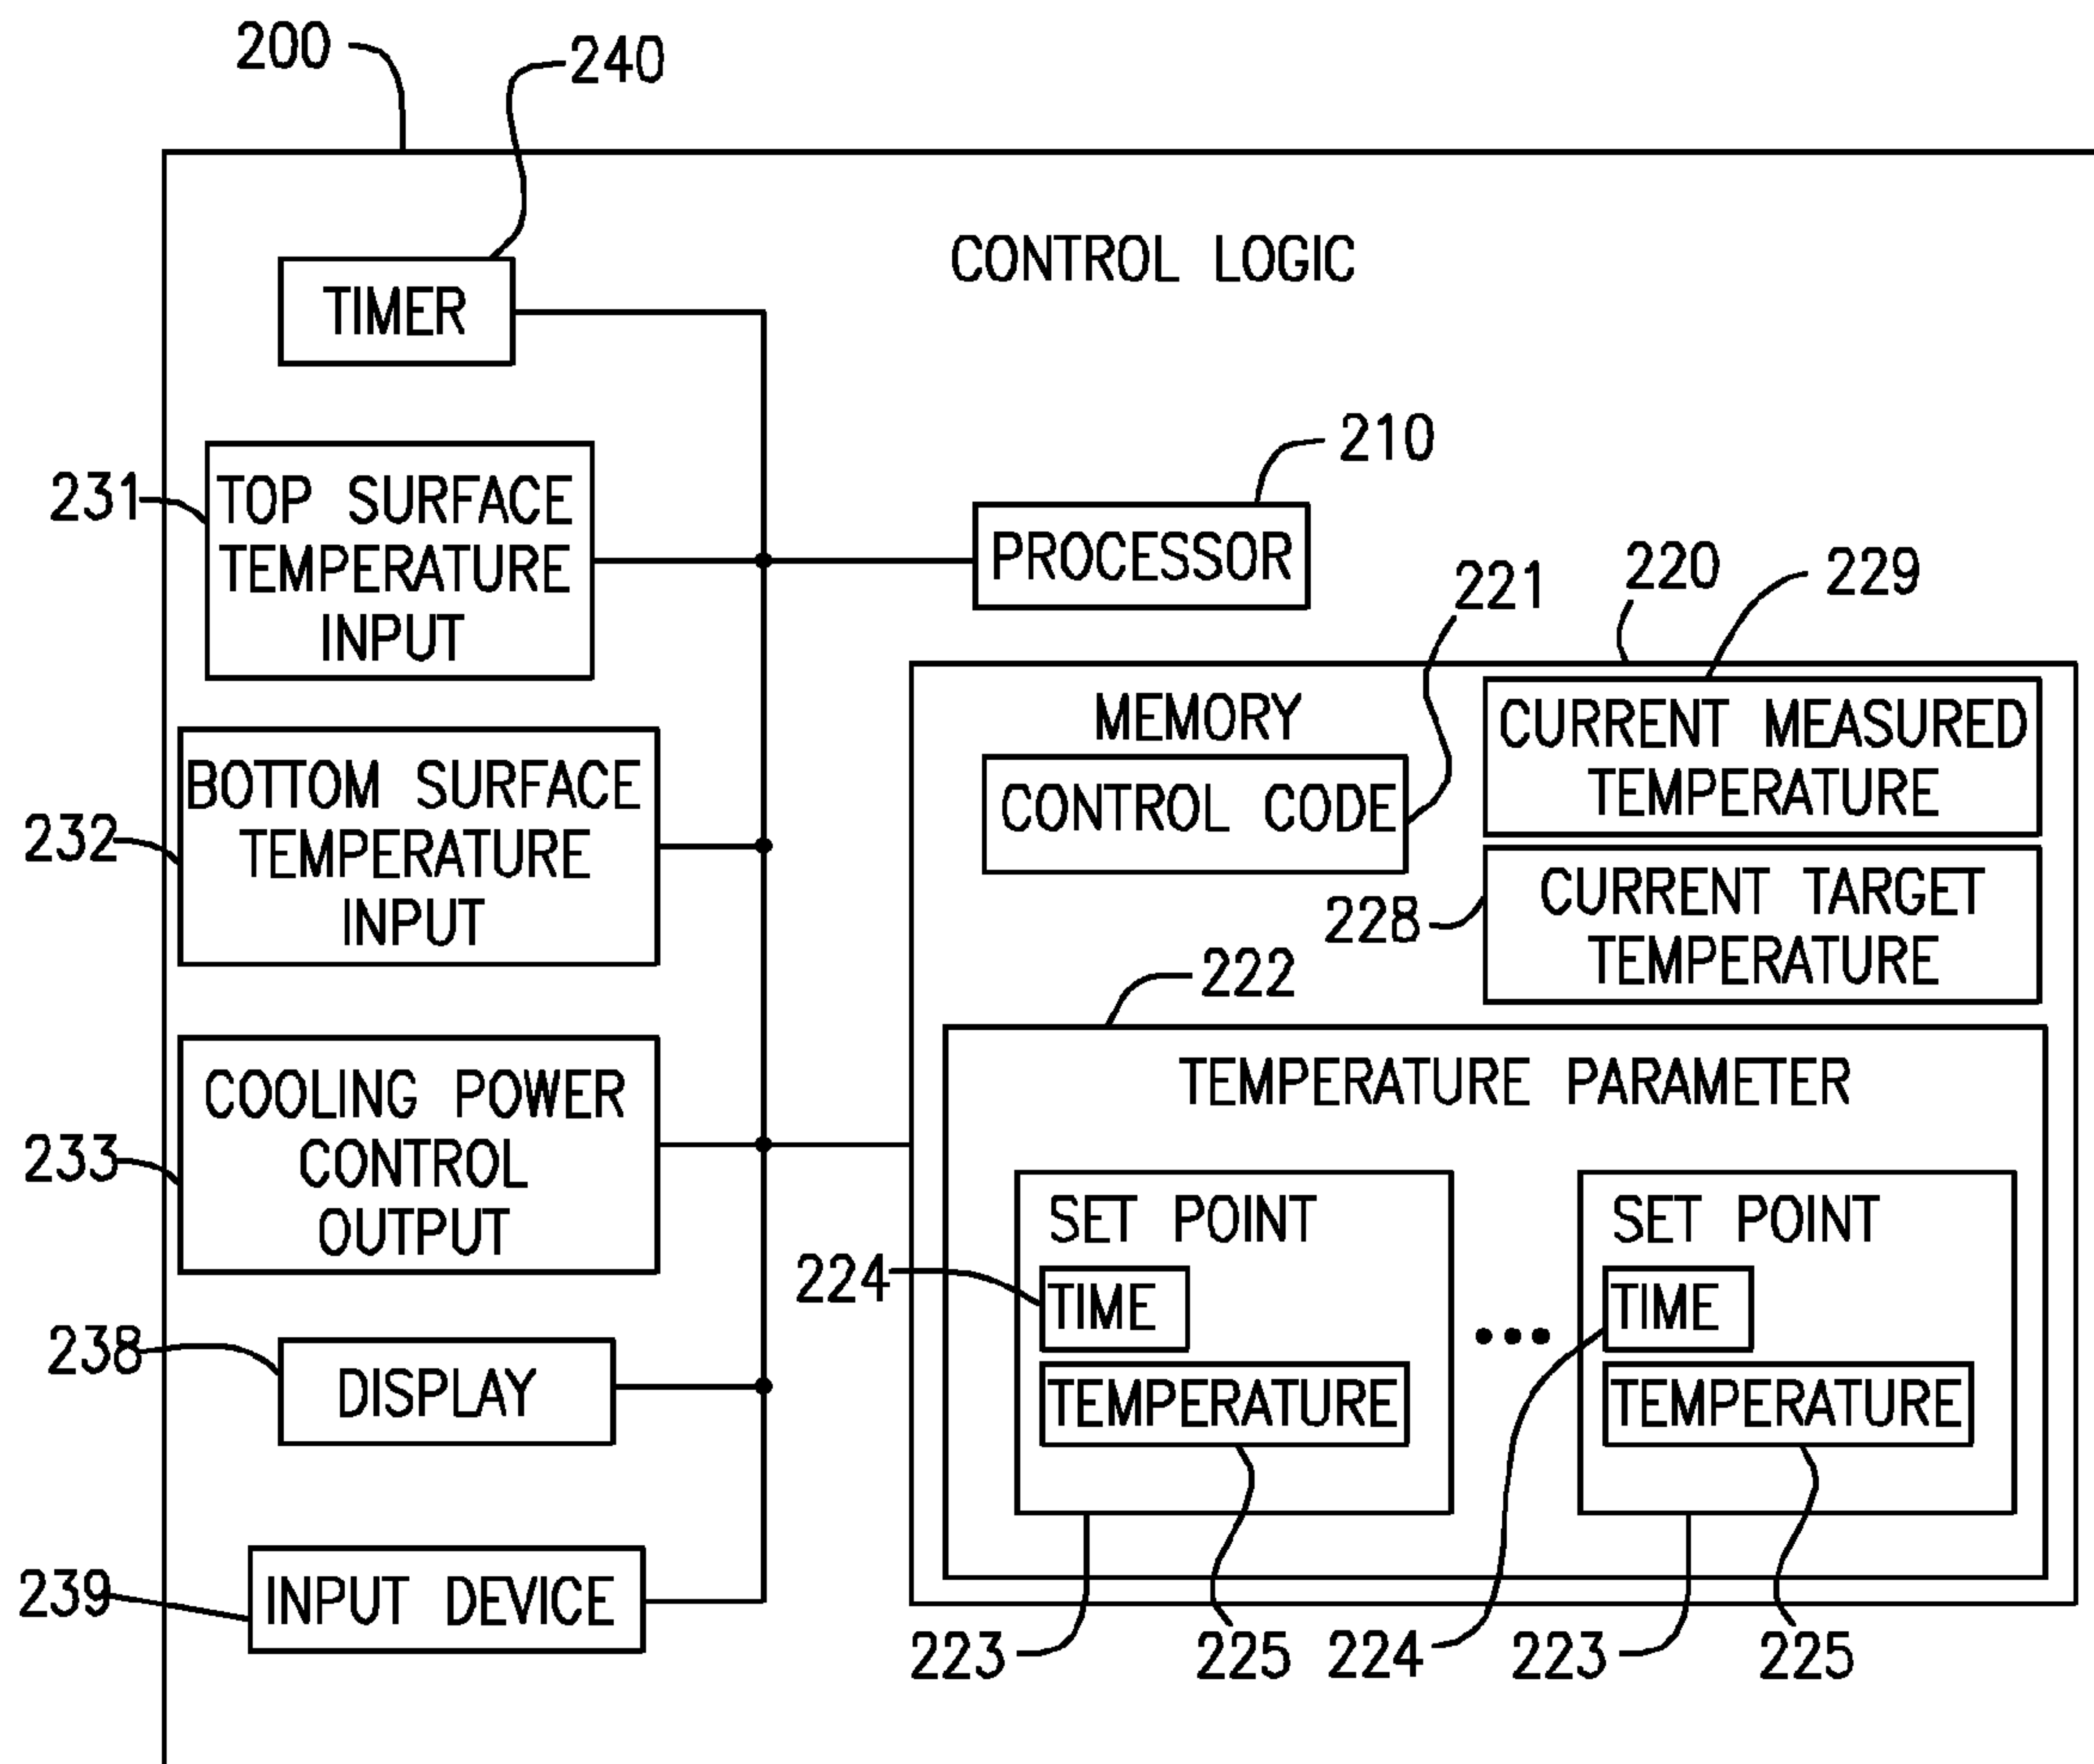 200
240
CONTROL LOGIC
TIMER
210
231
TOP SURFACE
TEMPERATURE
INPUT
PROCESSOR
221
220
229
MEMORY
CURRENT MEASURED
TEMPERATURE
CONTROL CODE
232
BOTTOM SURFACE
TEMPERATURE
INPUT
228
CURRENT TARGET
TEMPERATURE
222
TEMPERATURE PARAMETER
233
COOLING POWER
CONTROL
OUTPUT
SET POINT
SET POINT
224
TIME
•••
TIME
TEMPERATURE
TEMPERATURE
238
DISPLAY
239
INPUT DEVICE
223
225
224
223
225